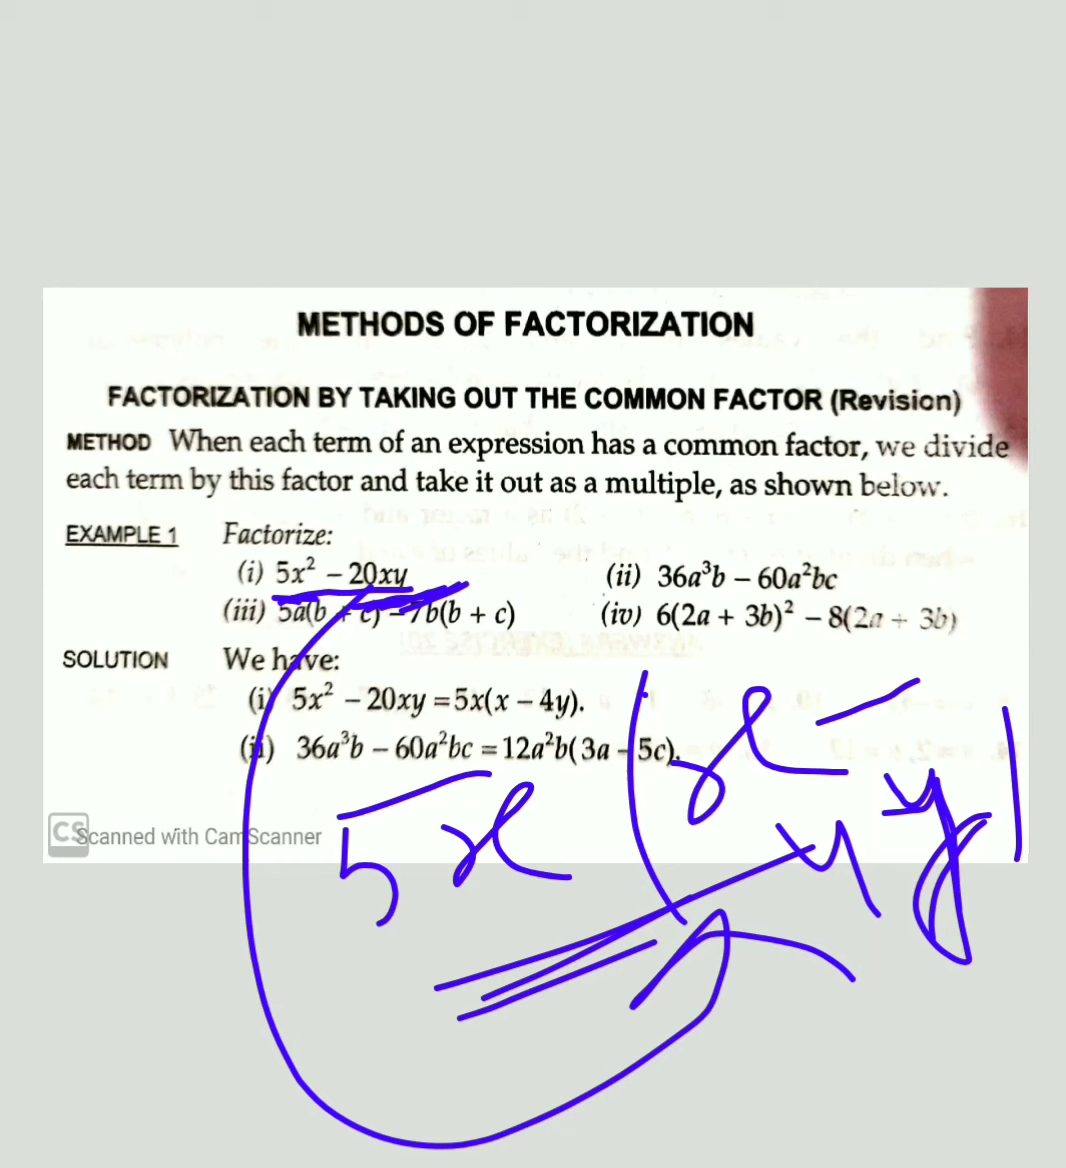 METHODS OF FACTORIZATION
FACTORIZATION BY TAKING OUT THE COMMON FACTOR (Revision)
METHOD When each term of an expression has a common factor, we divide
each term by this factor and take it out as a multiple, as shown below.
EXAMPLE 1 Factorize:
(i) 5x² – 20xy (ii) 36a³b – 60a²bc
(iii) 5a(b + c) – 7b(b + c) (iv) 6(2a + 3b)² – 8(2a + 3b)
SOLUTION We have:
(i) 5x² – 20xy = 5x(x – 4y).
(ii) 36a³b – 60a²bc = 12a²b(3a – 5c).
5x (x – 4y)
CS Scanned with CamScanner